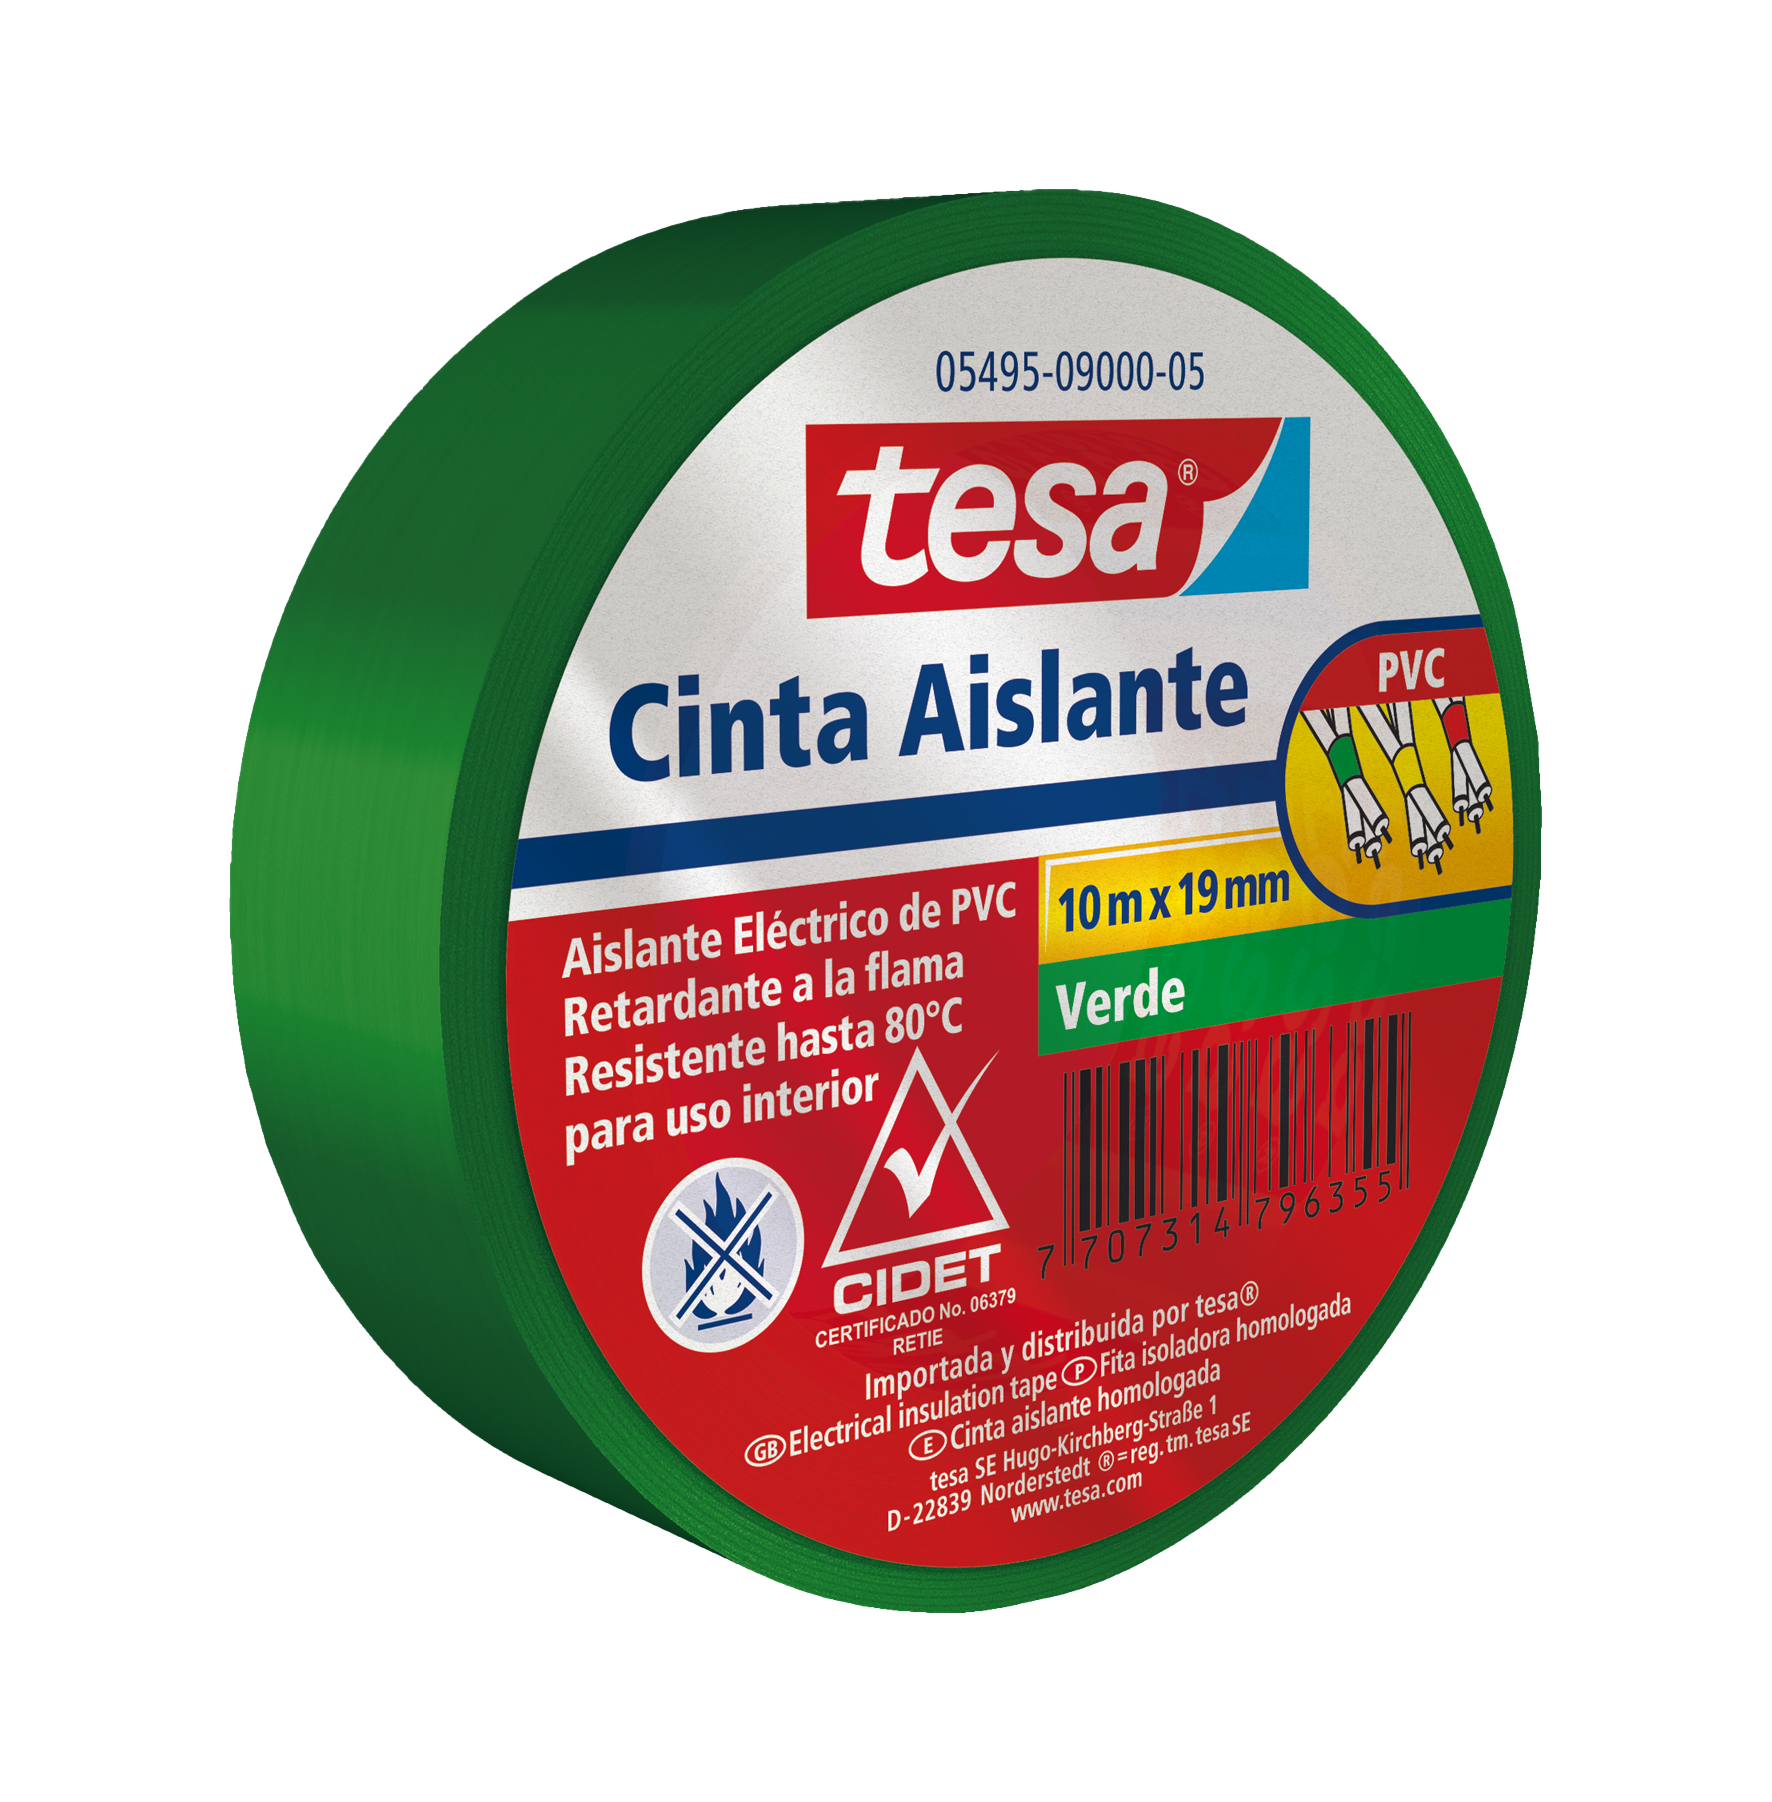 05495-09000-05
tesa®
Cinta Aislante
PVC
10 m x 19 mm
Verde
Aislante Eléctrico de PVC
Retardante a la flama
Resistente hasta 80°C
para uso interior
CIDET
CERTIFICADO No. 06379
RETIE
7 707314 796355
Importada y distribuida por tesa®
GB Electrical insulation tape P Fita isoladora homologada
E Cinta aislante homologada
tesa SE Hugo-Kirchberg-Straße 1
D-22839 Norderstedt ®=reg. tm. tesa SE
www.tesa.com